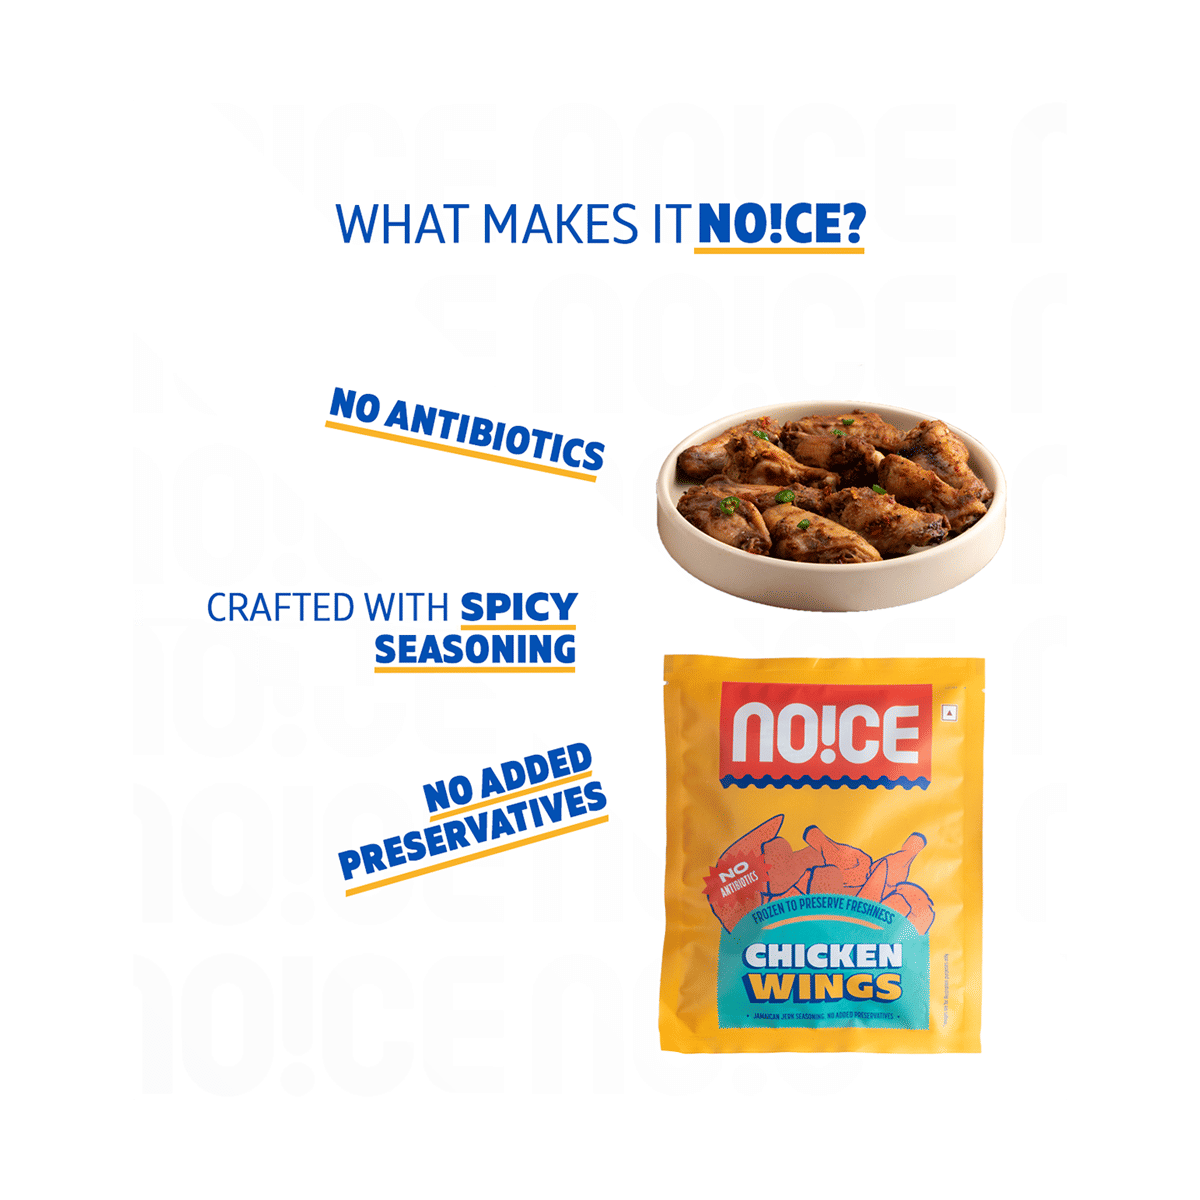 WHAT MAKES IT NO!CE?
NO ANTIBIOTICS
CRAFTED WITH SPICY
SEASONING
NO ADDED
PRESERVATIVES
NO!CE
NO
ANTIBIOTICS
FROZEN TO PRESERVE FRESHNESS
CHICKEN
WINGS
• JAMAICAN JERK SEASONING, NO ADDED PRESERVATIVES •